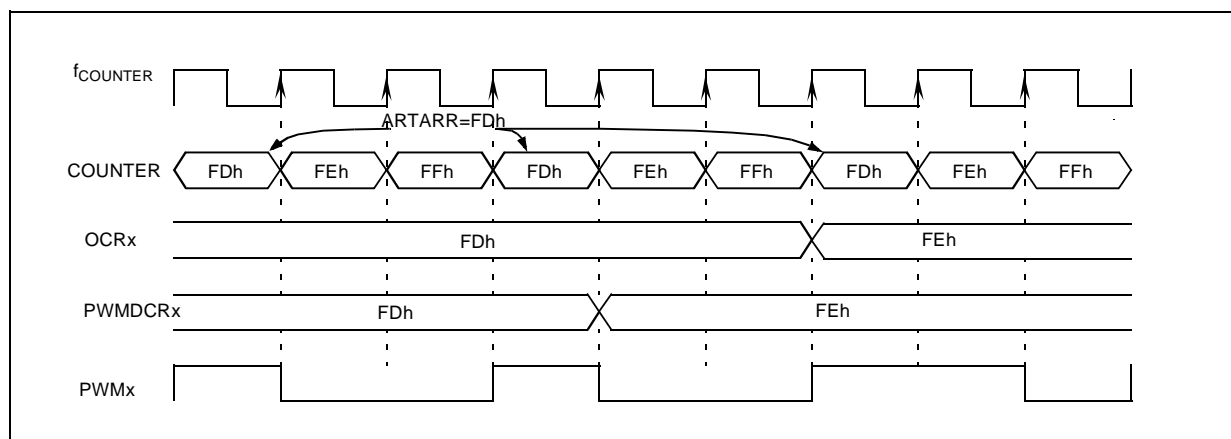 fCOUNTER
ARTARR=FDh
COUNTER FDh FEh FFh FDh FEh FFh FDh FEh FFh
OCRx FDh FEh
PWMDCRx FDh FEh
PWMx